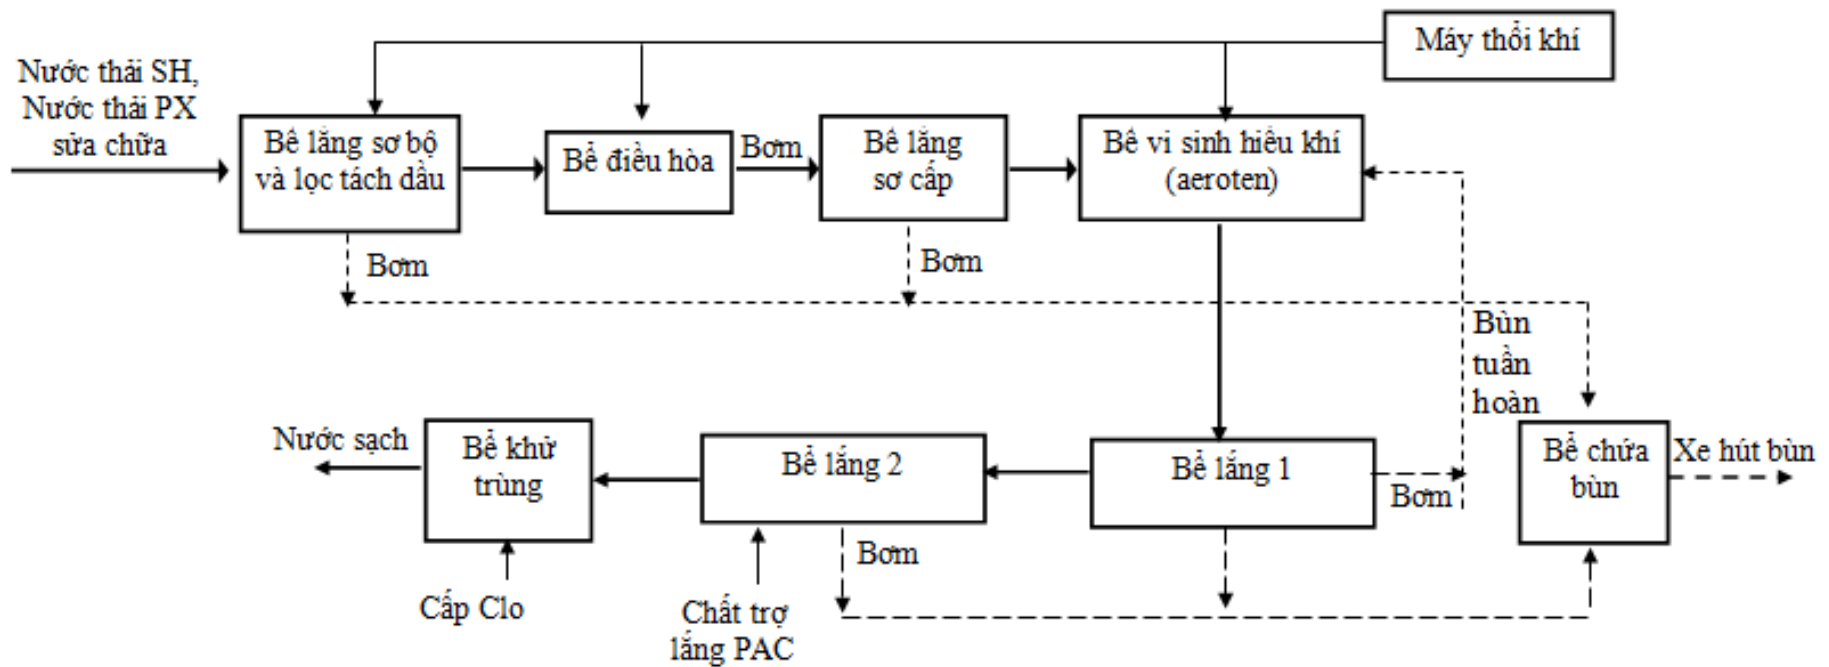 Máy thổi khí
Nước thải SH,
Nước thải PX
sửa chữa
Bể lắng sơ bộ
và lọc tách dầu
Bể điều hòa
Bơm
Bể lắng
sơ cấp
Bể vi sinh hiếu khí
(aeroten)
Bơm
Bơm
Bùn
tuần
hoàn
Nước sạch
Bể khử
trùng
Bể lắng 2
Bể lắng 1
Bơm
Bể chứa
bùn
Xe hút bùn
Bơm
Cấp Clo
Chất trợ
lắng PAC